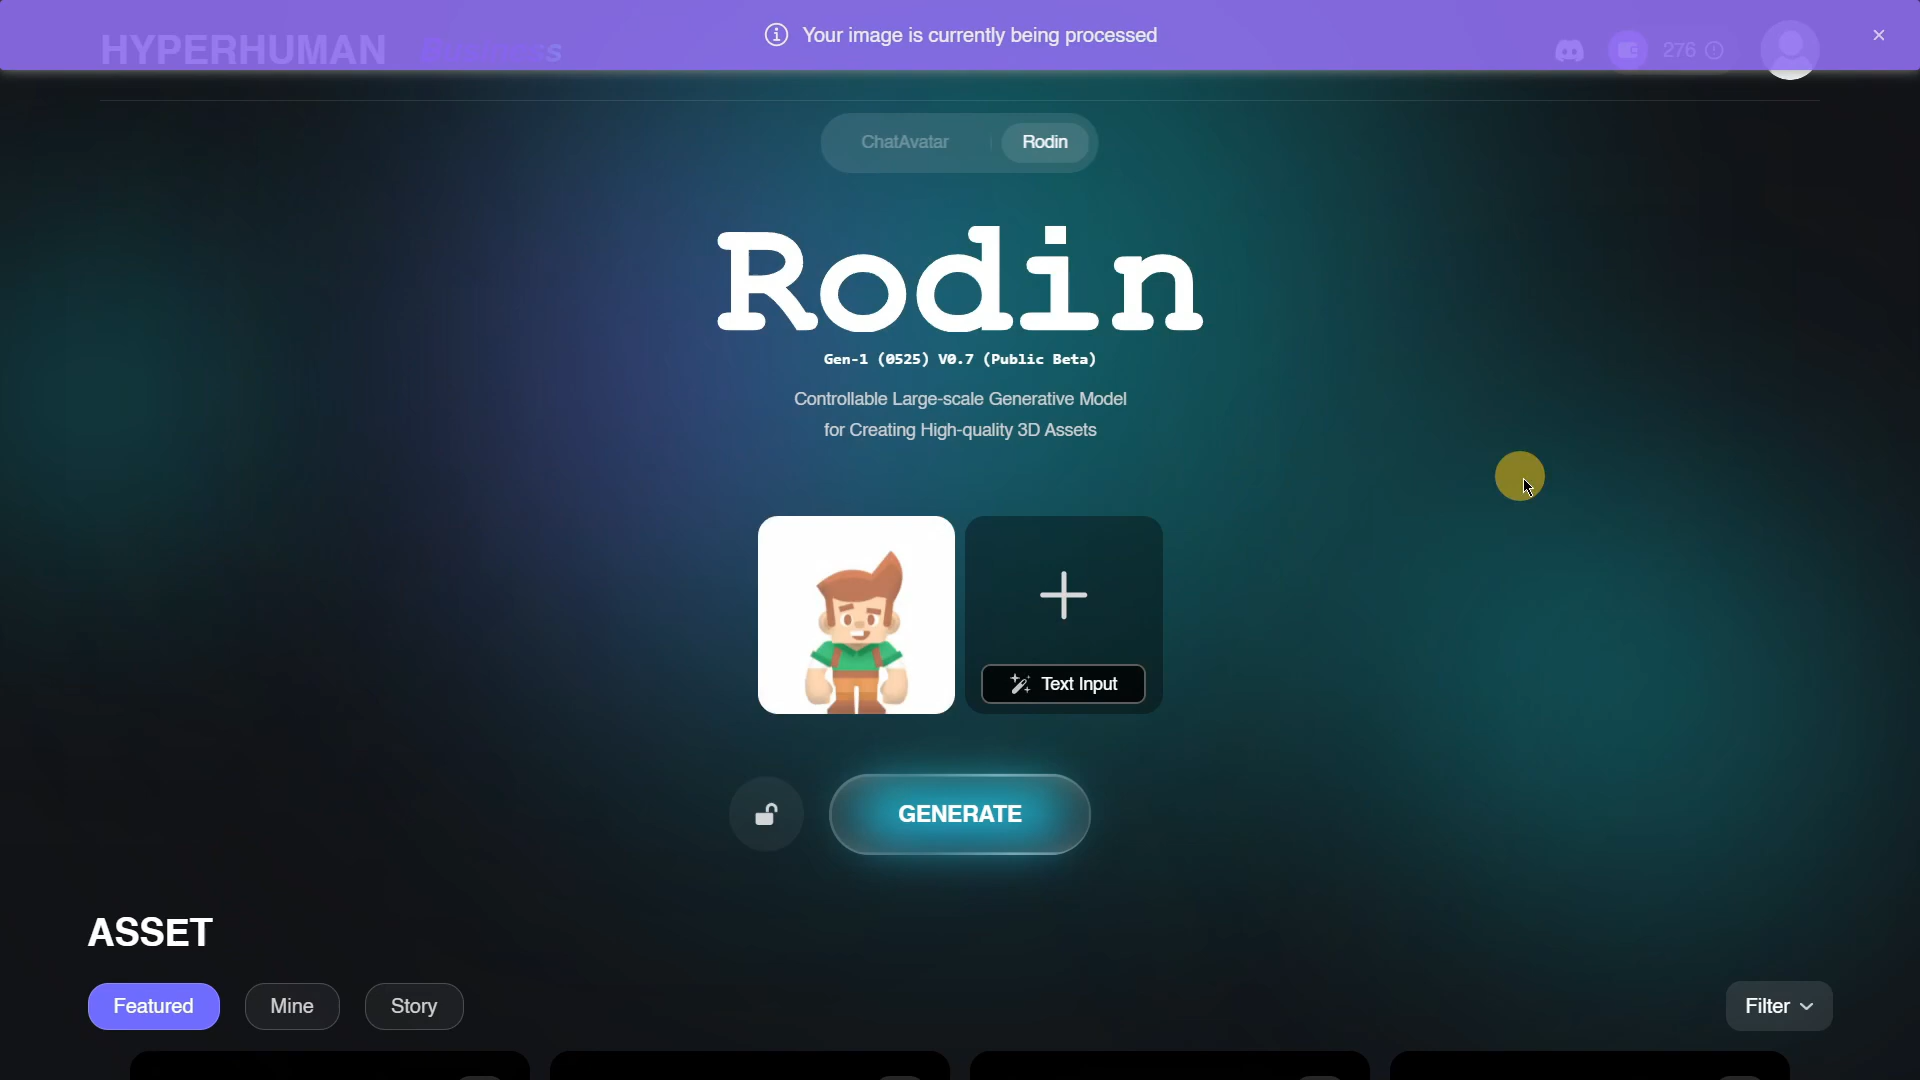 Your image is currently being processed
HYPERHUMAN
Business
276
ChatAvatar
Rodin
Rodin
Gen-1 (0525) V0.7 (Public Beta)
Controllable Large-scale Generative Model
for Creating High-quality 3D Assets
Text Input
GENERATE
ASSET
Featured
Mine
Story
Filter